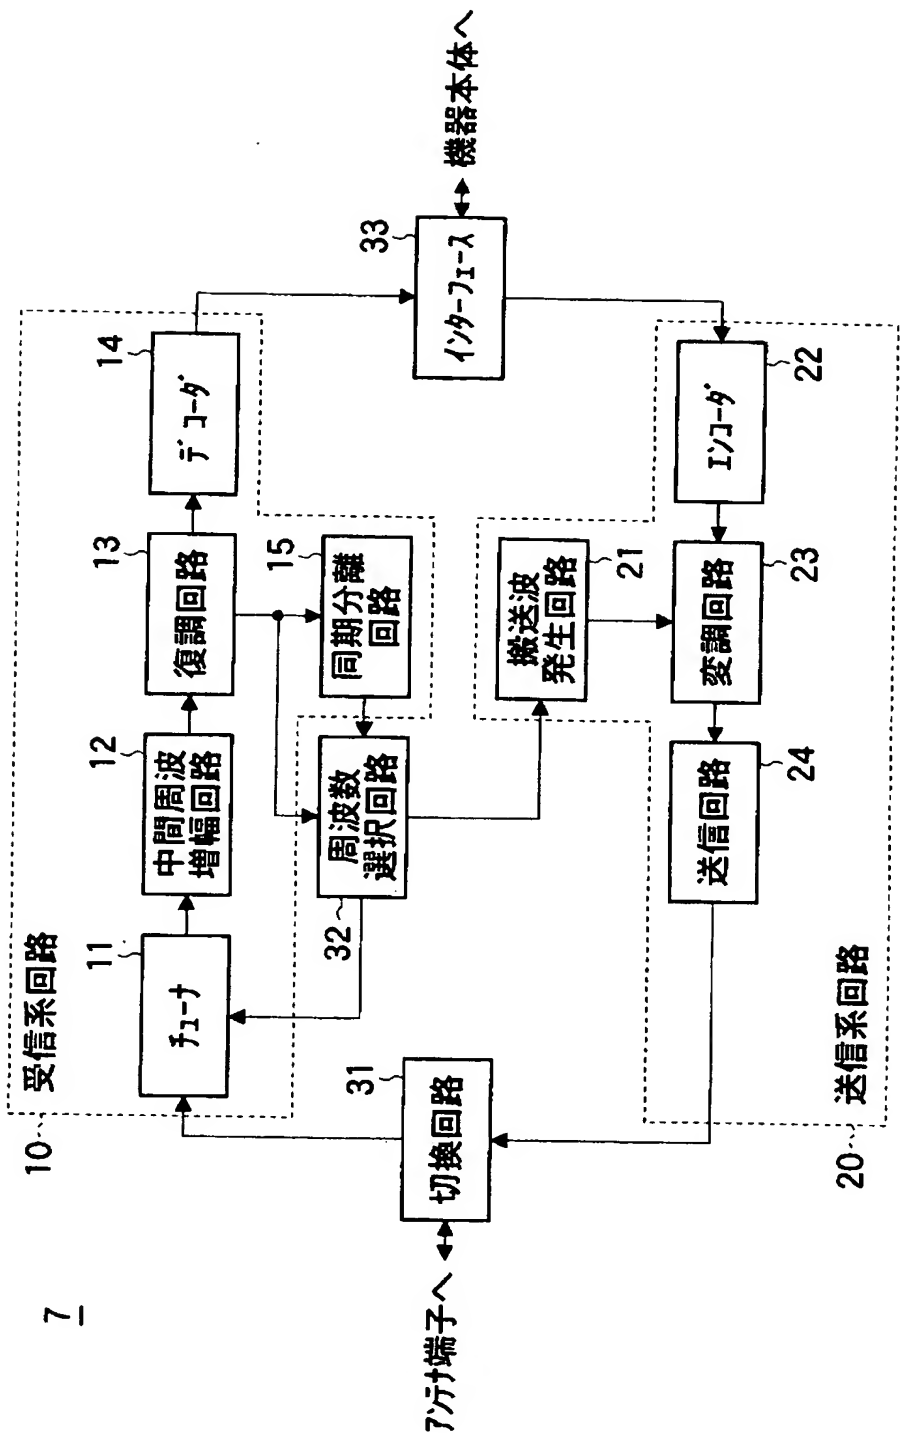 7
10
受信系回路
11
チューナ
12
中間周波
増幅回路
13
復調回路
14
デコーダ
15
同期分離
回路
32
周波数
選択回路
33
インターフェース
機器本体へ
アンテナ端子へ
31
切換回路
21
搬送波
発生回路
22
エンコーダ
23
変調回路
24
送信回路
20
送信系回路